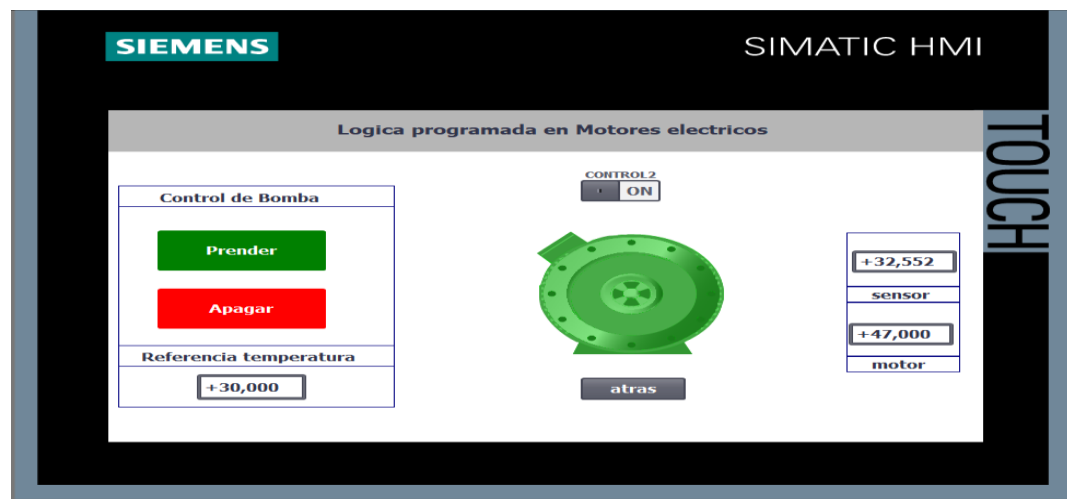 SIEMENS
SIMATIC HMI
TOUCH
Logica programada en Motores electricos
CONTROL2
ON
Control de Bomba
Prender
Apagar
Referencia temperatura
+30,000
atras
+32,552
sensor
+47,000
motor